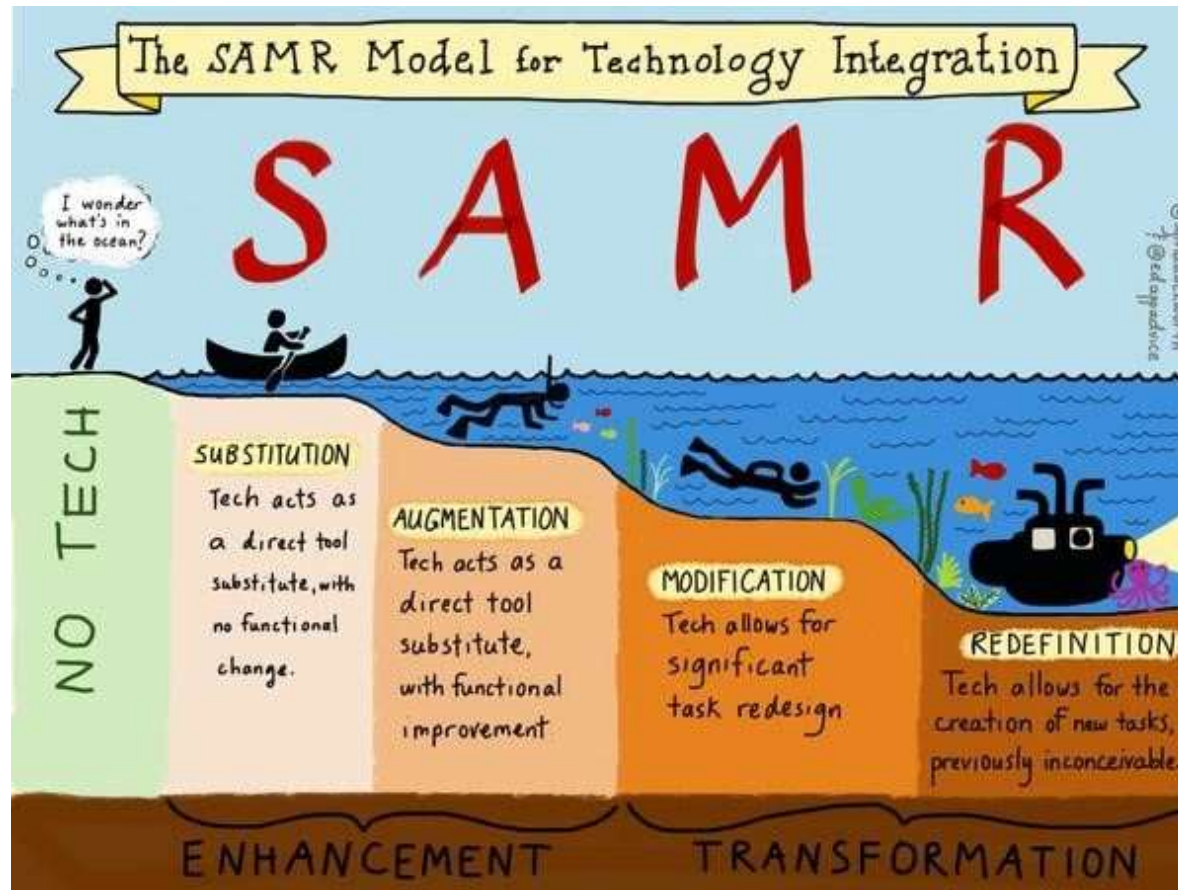 The SAMR Model for Technology Integration
S A M R
I wonder
what's in
the ocean?
@edappadvice
NO TECH
SUBSTITUTION
Tech acts as
a direct tool
substitute, with
no functional
change.
AUGMENTATION
Tech acts as a
direct tool
substitute,
with functional
improvement
MODIFICATION
Tech allows for
significant
task redesign
REDEFINITION
Tech allows for the
creation of new tasks,
previously inconceivable.
ENHANCEMENT
TRANSFORMATION